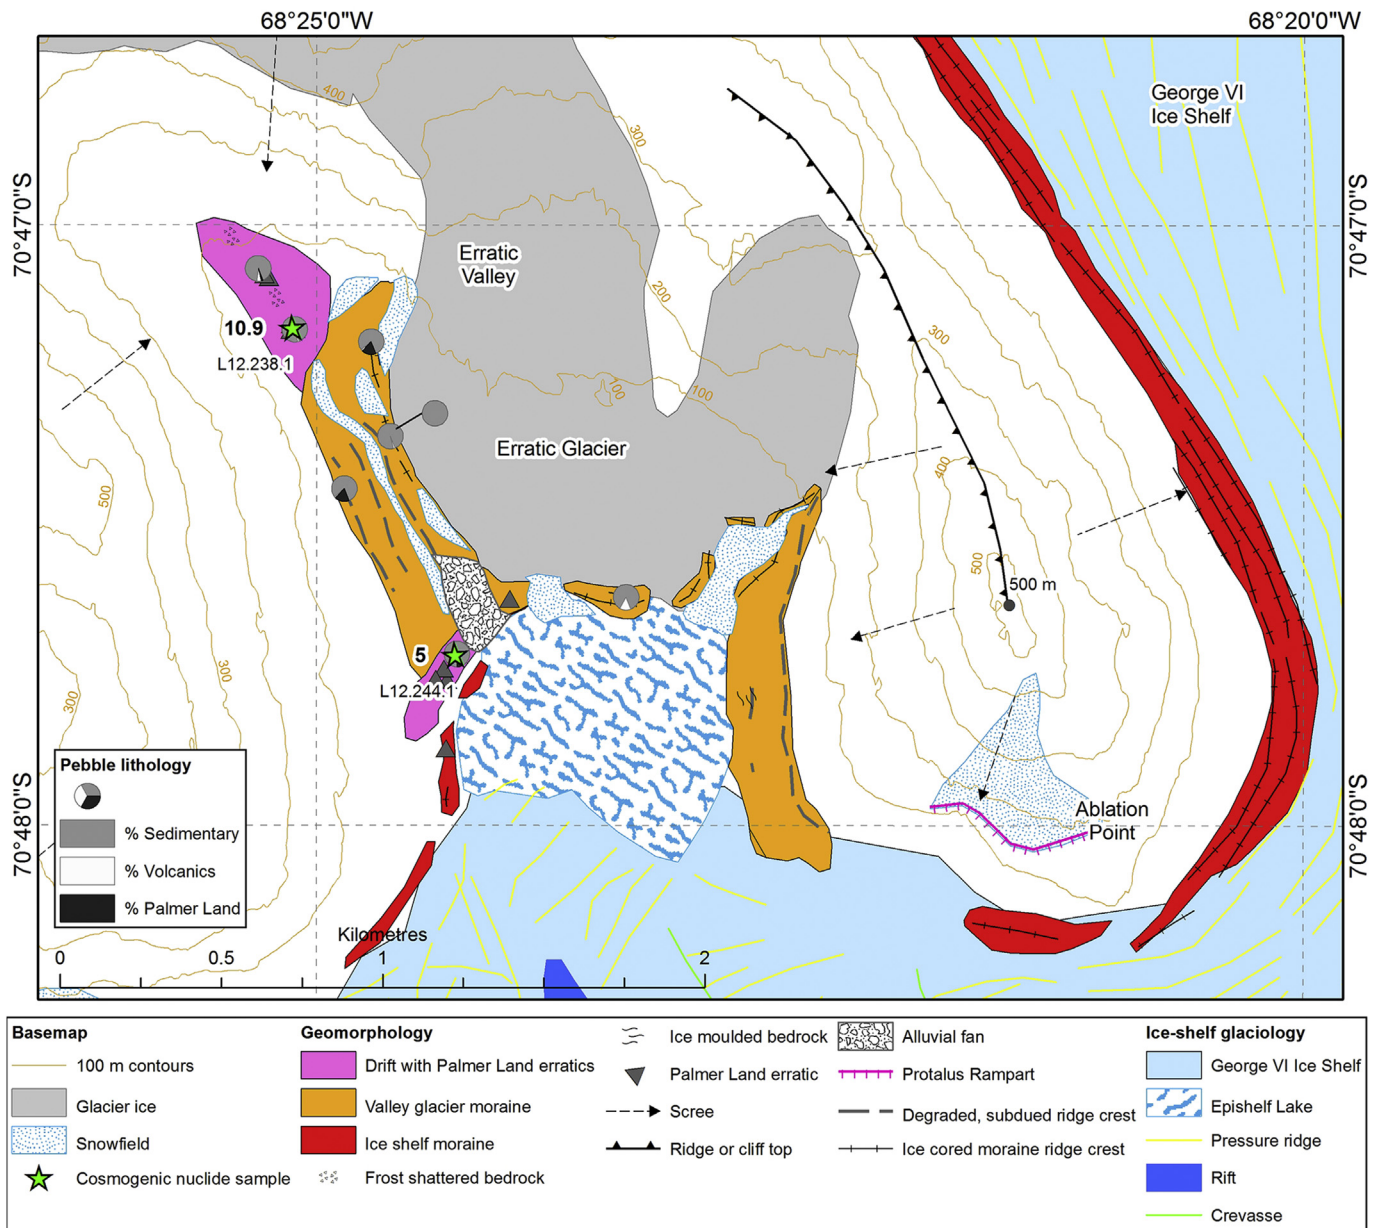 68°25'0"W
68°20'0"W
70°47'0"S
70°47'0"S
70°48'0"S
70°48'0"S
George VI
Ice Shelf
400
300
Erratic
Valley
200
10.9
L12.238.1
300
100
100
Erratic Glacier
400
500
500
500 m
5
L12.244.1
300
300
Ablation
Point
Pebble lithology
% Sedimentary
% Volcanics
% Palmer Land
Kilometres
0
0.5
1
2
Basemap
100 m contours
Glacier ice
Snowfield
Cosmogenic nuclide sample
Geomorphology
Drift with Palmer Land erratics
Valley glacier moraine
Ice shelf moraine
Frost shattered bedrock
Ice moulded bedrock
Palmer Land erratic
Scree
Ridge or cliff top
Alluvial fan
Protalus Rampart
Degraded, subdued ridge crest
Ice cored moraine ridge crest
Ice-shelf glaciology
George VI Ice Shelf
Epishelf Lake
Pressure ridge
Rift
Crevasse